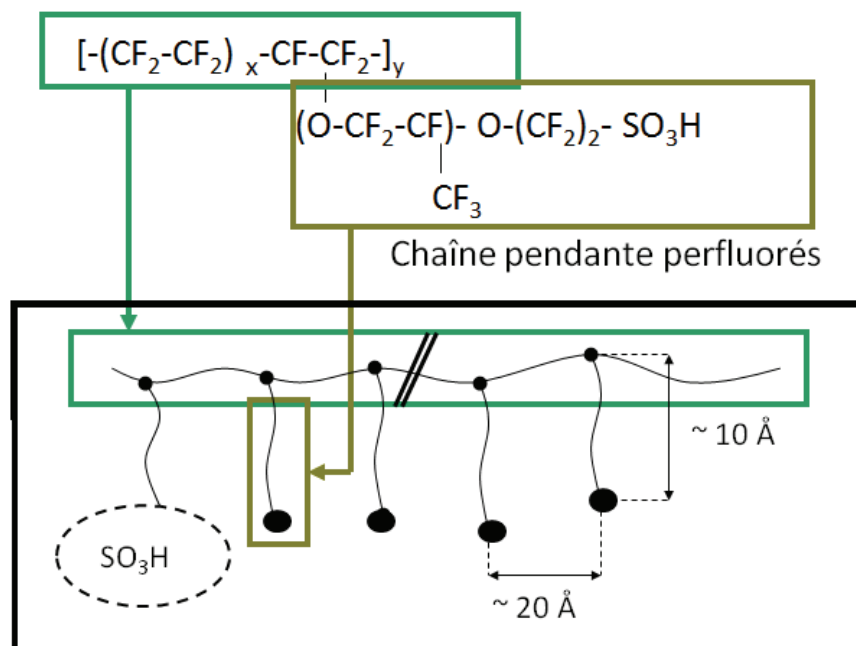 [-(CF₂-CF₂) ₓ-CF-CF₂-]y
(O-CF₂-CF)- O-(CF₂)₂- SO₃H
CF₃
Chaîne pendante perfluorés
~ 10 Å
SO₃H
~ 20 Å